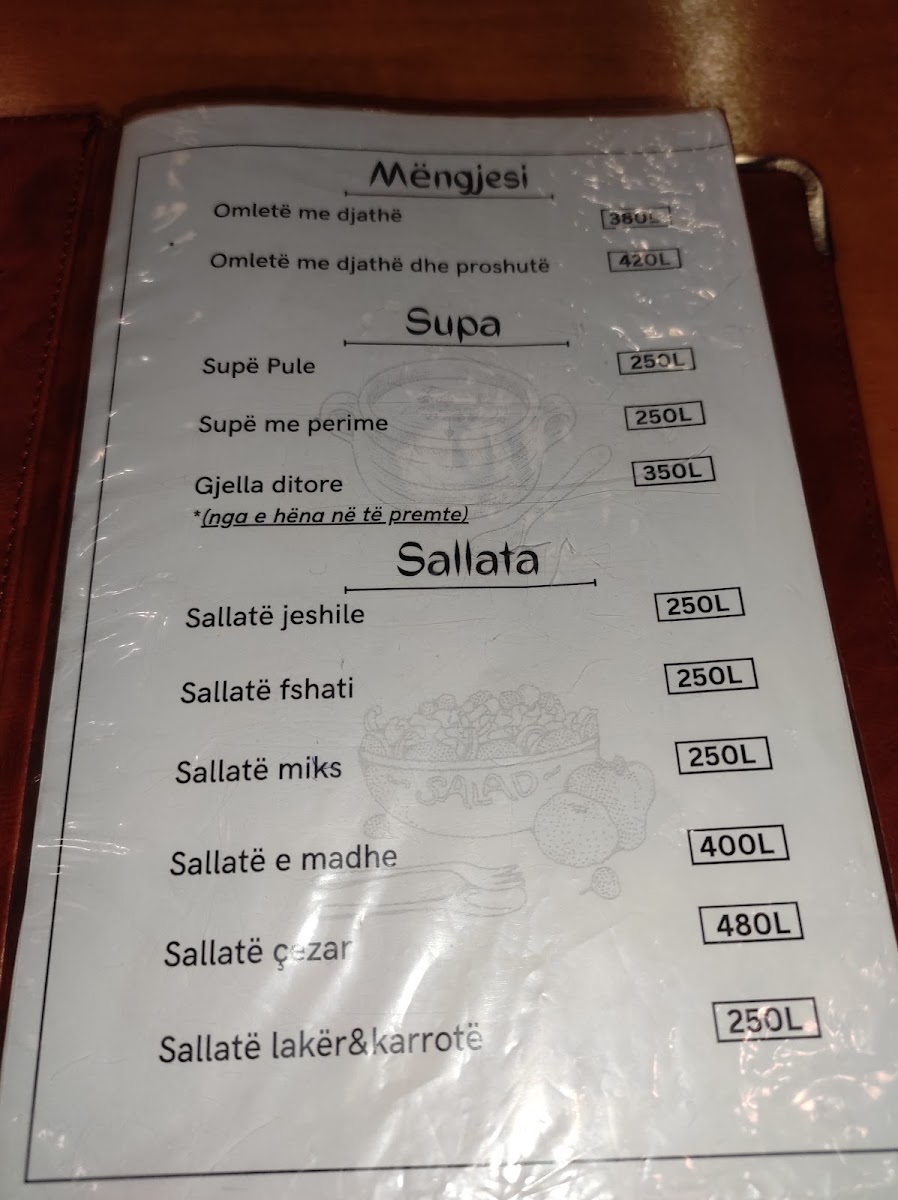 Mëngjesi
Omletë me djathë 380L
Omletë me djathë dhe proshutë 420L
Supa
Supë Pule 250L
Supë me perime 250L
Gjella ditore 350L
*(nga e hëna në të premte)
Sallata
Sallatë jeshile 250L
Sallatë fshati 250L
Sallatë miks 250L
SALAD
Sallatë e madhe 400L
Sallatë çezar 480L
Sallatë lakër&karrotë 250L